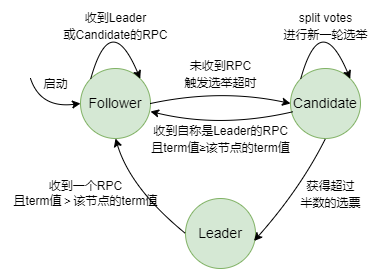 收到Leader
或Candidate的RPC
split votes
进行新一轮选举
启动
未收到RPC
触发选举超时
Follower
Candidate
收到自称是Leader的RPC
且term值≥该节点的term值
收到一个RPC
且term值 > 该节点的term值
获得超过
半数的选票
Leader